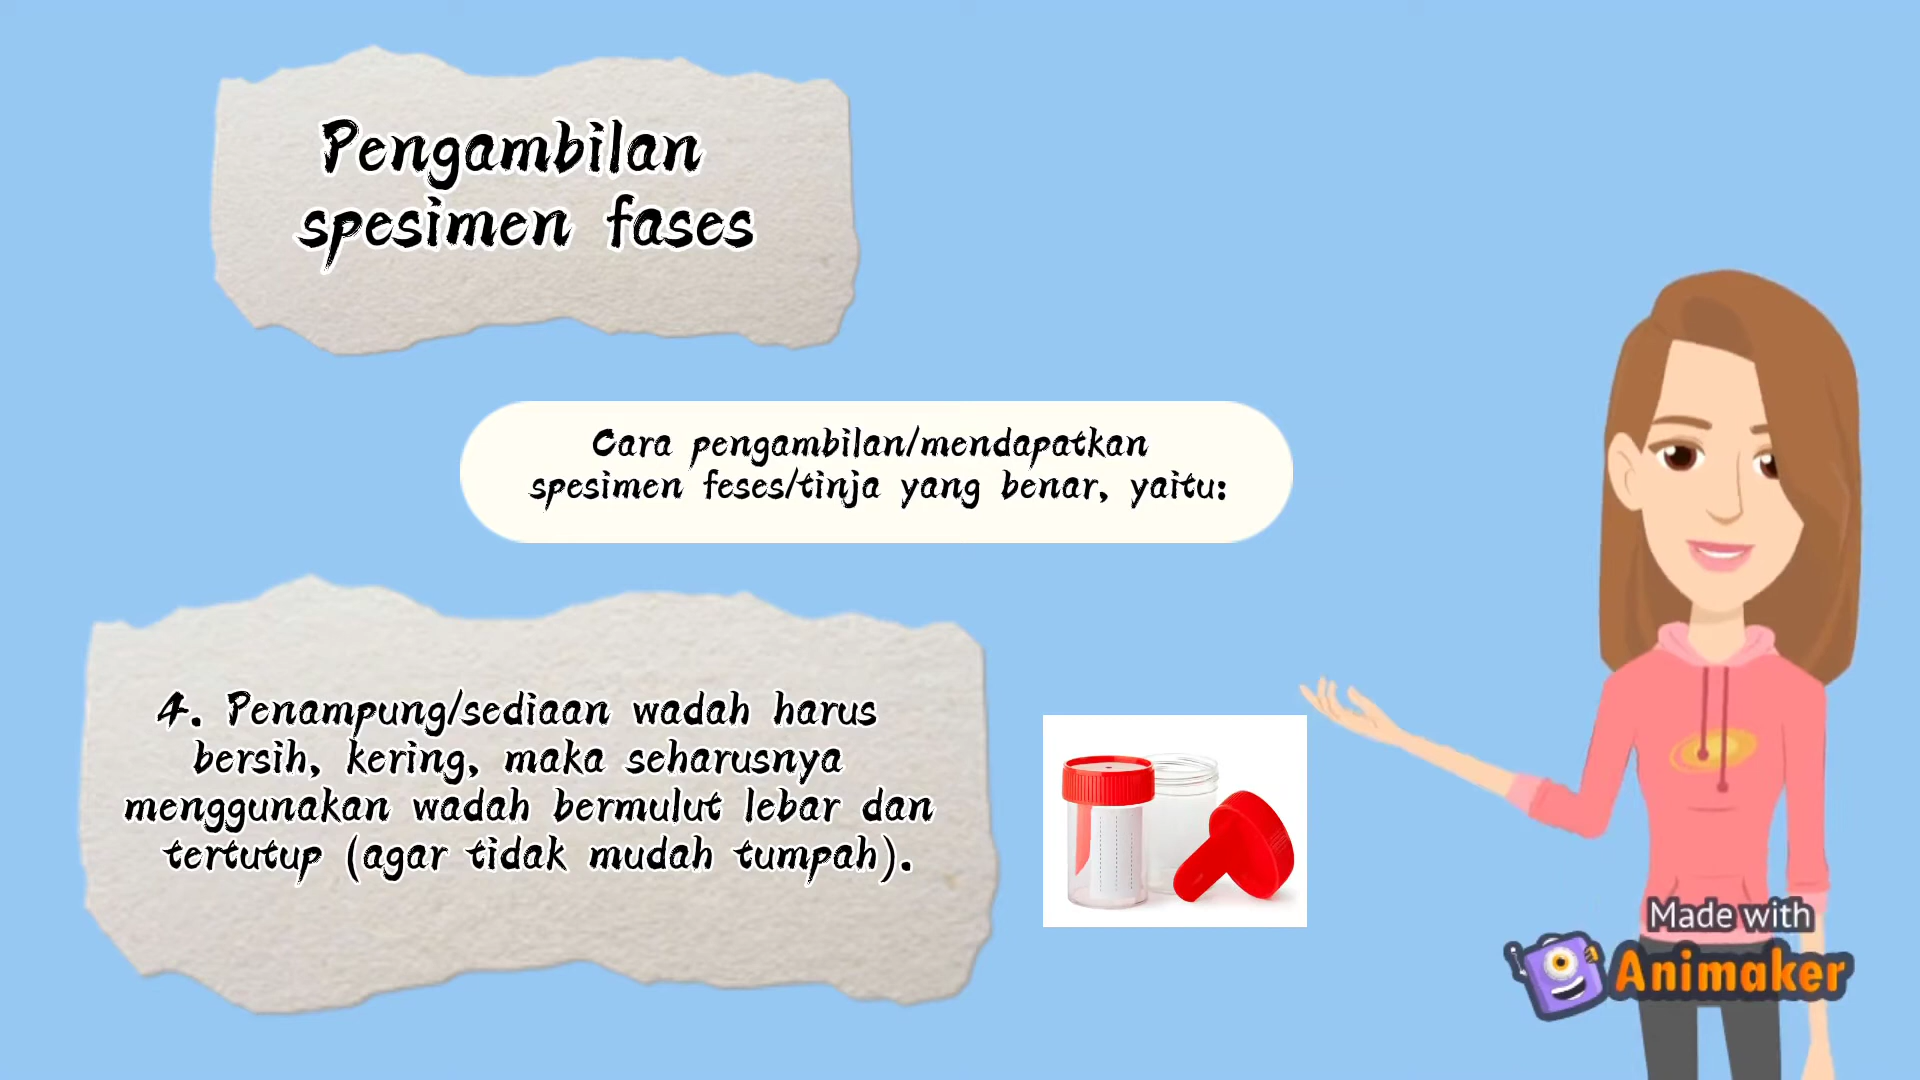 Pengambilan
spesimen fases
Cara pengambilan/mendapatkan
spesimen feses/tinja yang benar, yaitu:
4. Penampung/sediaan wadah harus
bersih, kering, maka seharusnya
menggunakan wadah bermulut lebar dan
tertutup (agar tidak mudah tumpah).
Made with
Animaker